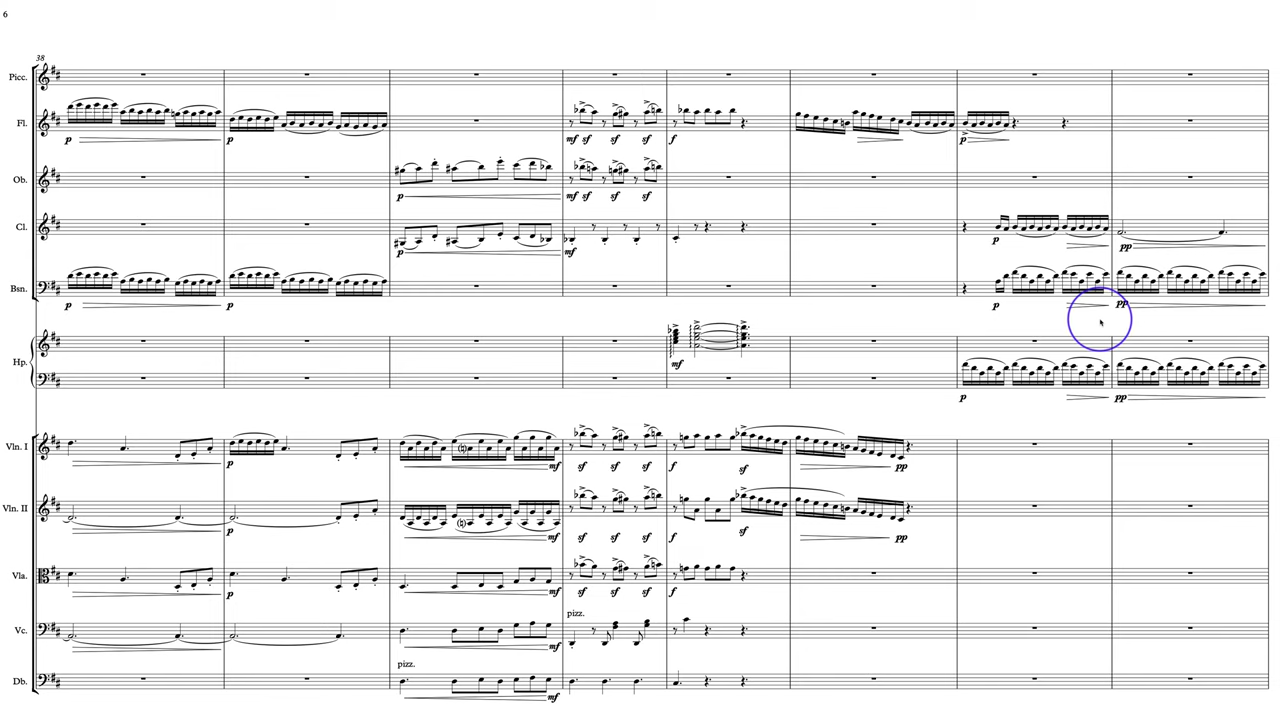 6
38
Picc.
Fl.
p p mf sf sf sf f p
Ob.
p mf sf sf sf
Cl.
p mf p pp
Bsn.
p p p pp
Hp.
mf
p pp
Vln. I
p mf sf sf sf f sf pp
Vln. II
p mf sf sf sf f sf pp
Vla.
p mf sf sf sf f
pizz.
Vc.
mf
pizz.
Db.
mf